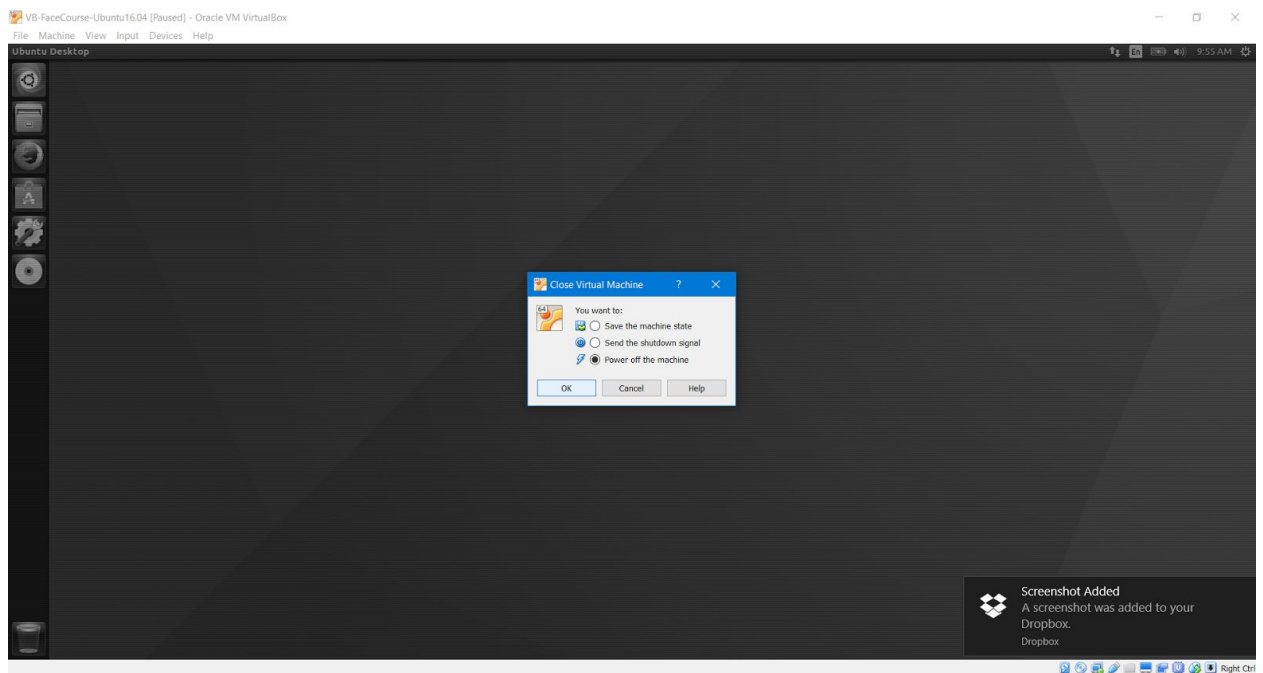 VB-FaceCourse-Ubuntu16.04 [Paused] - Oracle VM VirtualBox
File Machine View Input Devices Help
Ubuntu Desktop
En
9:55 AM
Close Virtual Machine ? 
64
You want to:
Save the machine state
Send the shutdown signal
Power off the machine
OK Cancel Help
Screenshot Added
A screenshot was added to your
Dropbox.
Dropbox
Right Ctrl